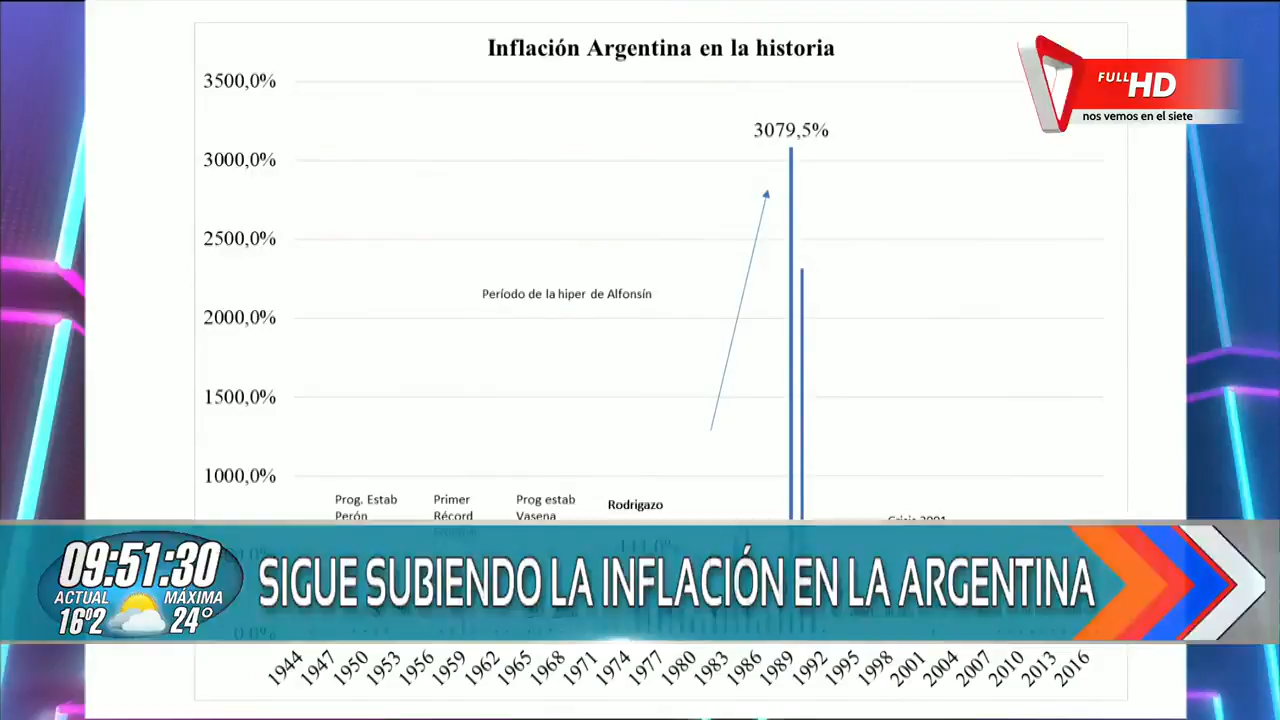 Inflación Argentina en la historia
FULL HD
nos vemos en el siete
3500,0%
3079,5%
3000,0%
2500,0%
Período de la hiper de Alfonsín
2000,0%
1500,0%
1000,0%
Prog. Estab
Perón
Primer
Récord
Prog estab
Vasena
Rodrigazo
09:51:30
ACTUAL
16º2
MÁXIMA
24°
SIGUE SUBIENDO LA INFLACIÓN EN LA ARGENTINA
1944 1947 1950 1953 1956 1959 1962 1965 1968 1971 1974 1977 1980 1983 1986 1989 1992 1995 1998 2001 2004 2007 2010 2013 2016